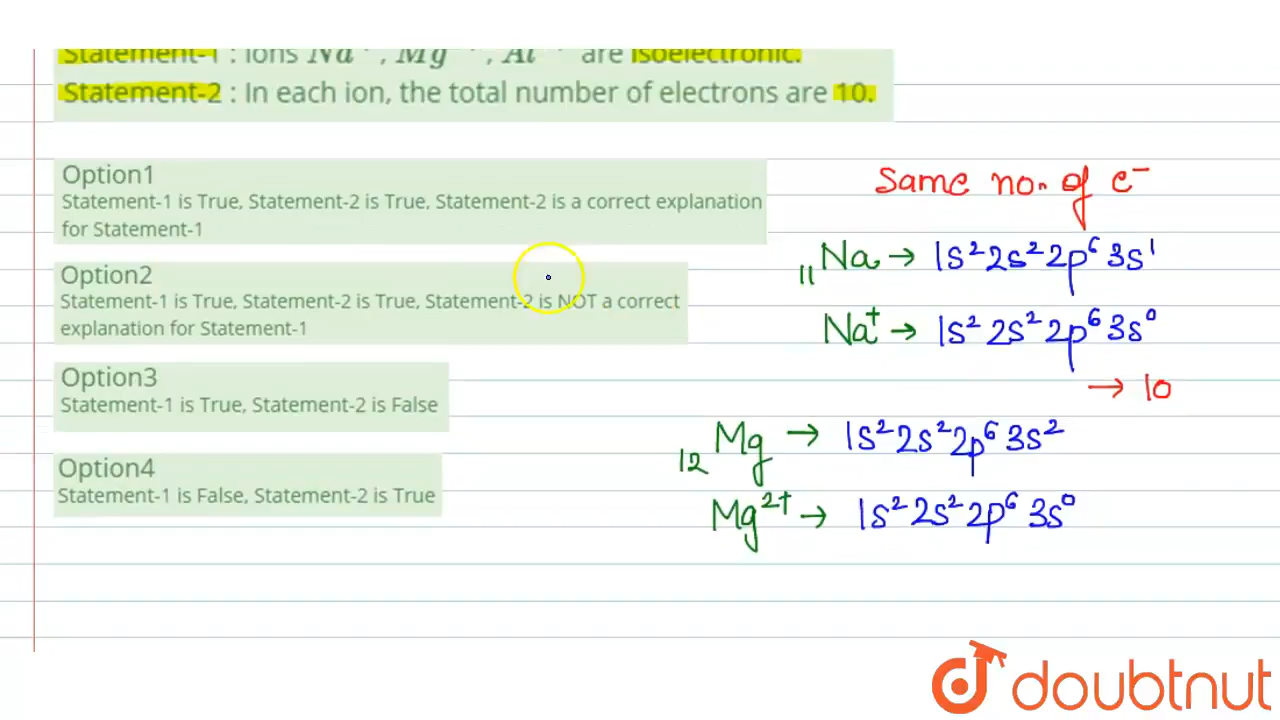 Statement-1 : Ions Na , Mg , Al are Isoelectronic.
Statement-2 : In each ion, the total number of electrons are 10.
Option1
Statement-1 is True, Statement-2 is True, Statement-2 is a correct explanation
for Statement-1
Option2
Statement-1 is True, Statement-2 is True, Statement-2 is NOT a correct
explanation for Statement-1
Option3
Statement-1 is True, Statement-2 is False
Option4
Statement-1 is False, Statement-2 is True
Same no. of e⁻
₁₁Na → 1s² 2s² 2p⁶ 3s¹
Na⁺ → 1s² 2s² 2p⁶ 3s⁰
→ 10
₁₂Mg → 1s² 2s² 2p⁶ 3s²
Mg²⁺ → 1s² 2s² 2p⁶ 3s⁰
doubtnut